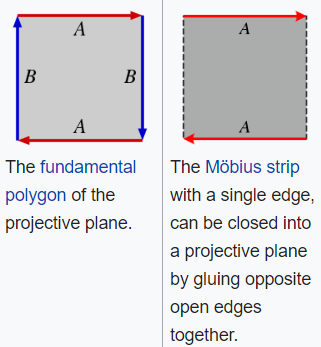 A
B
B
A
The fundamental
polygon of the
projective plane.
A
A
The Möbius strip
with a single edge,
can be closed into
a projective plane
by gluing opposite
open edges
together.